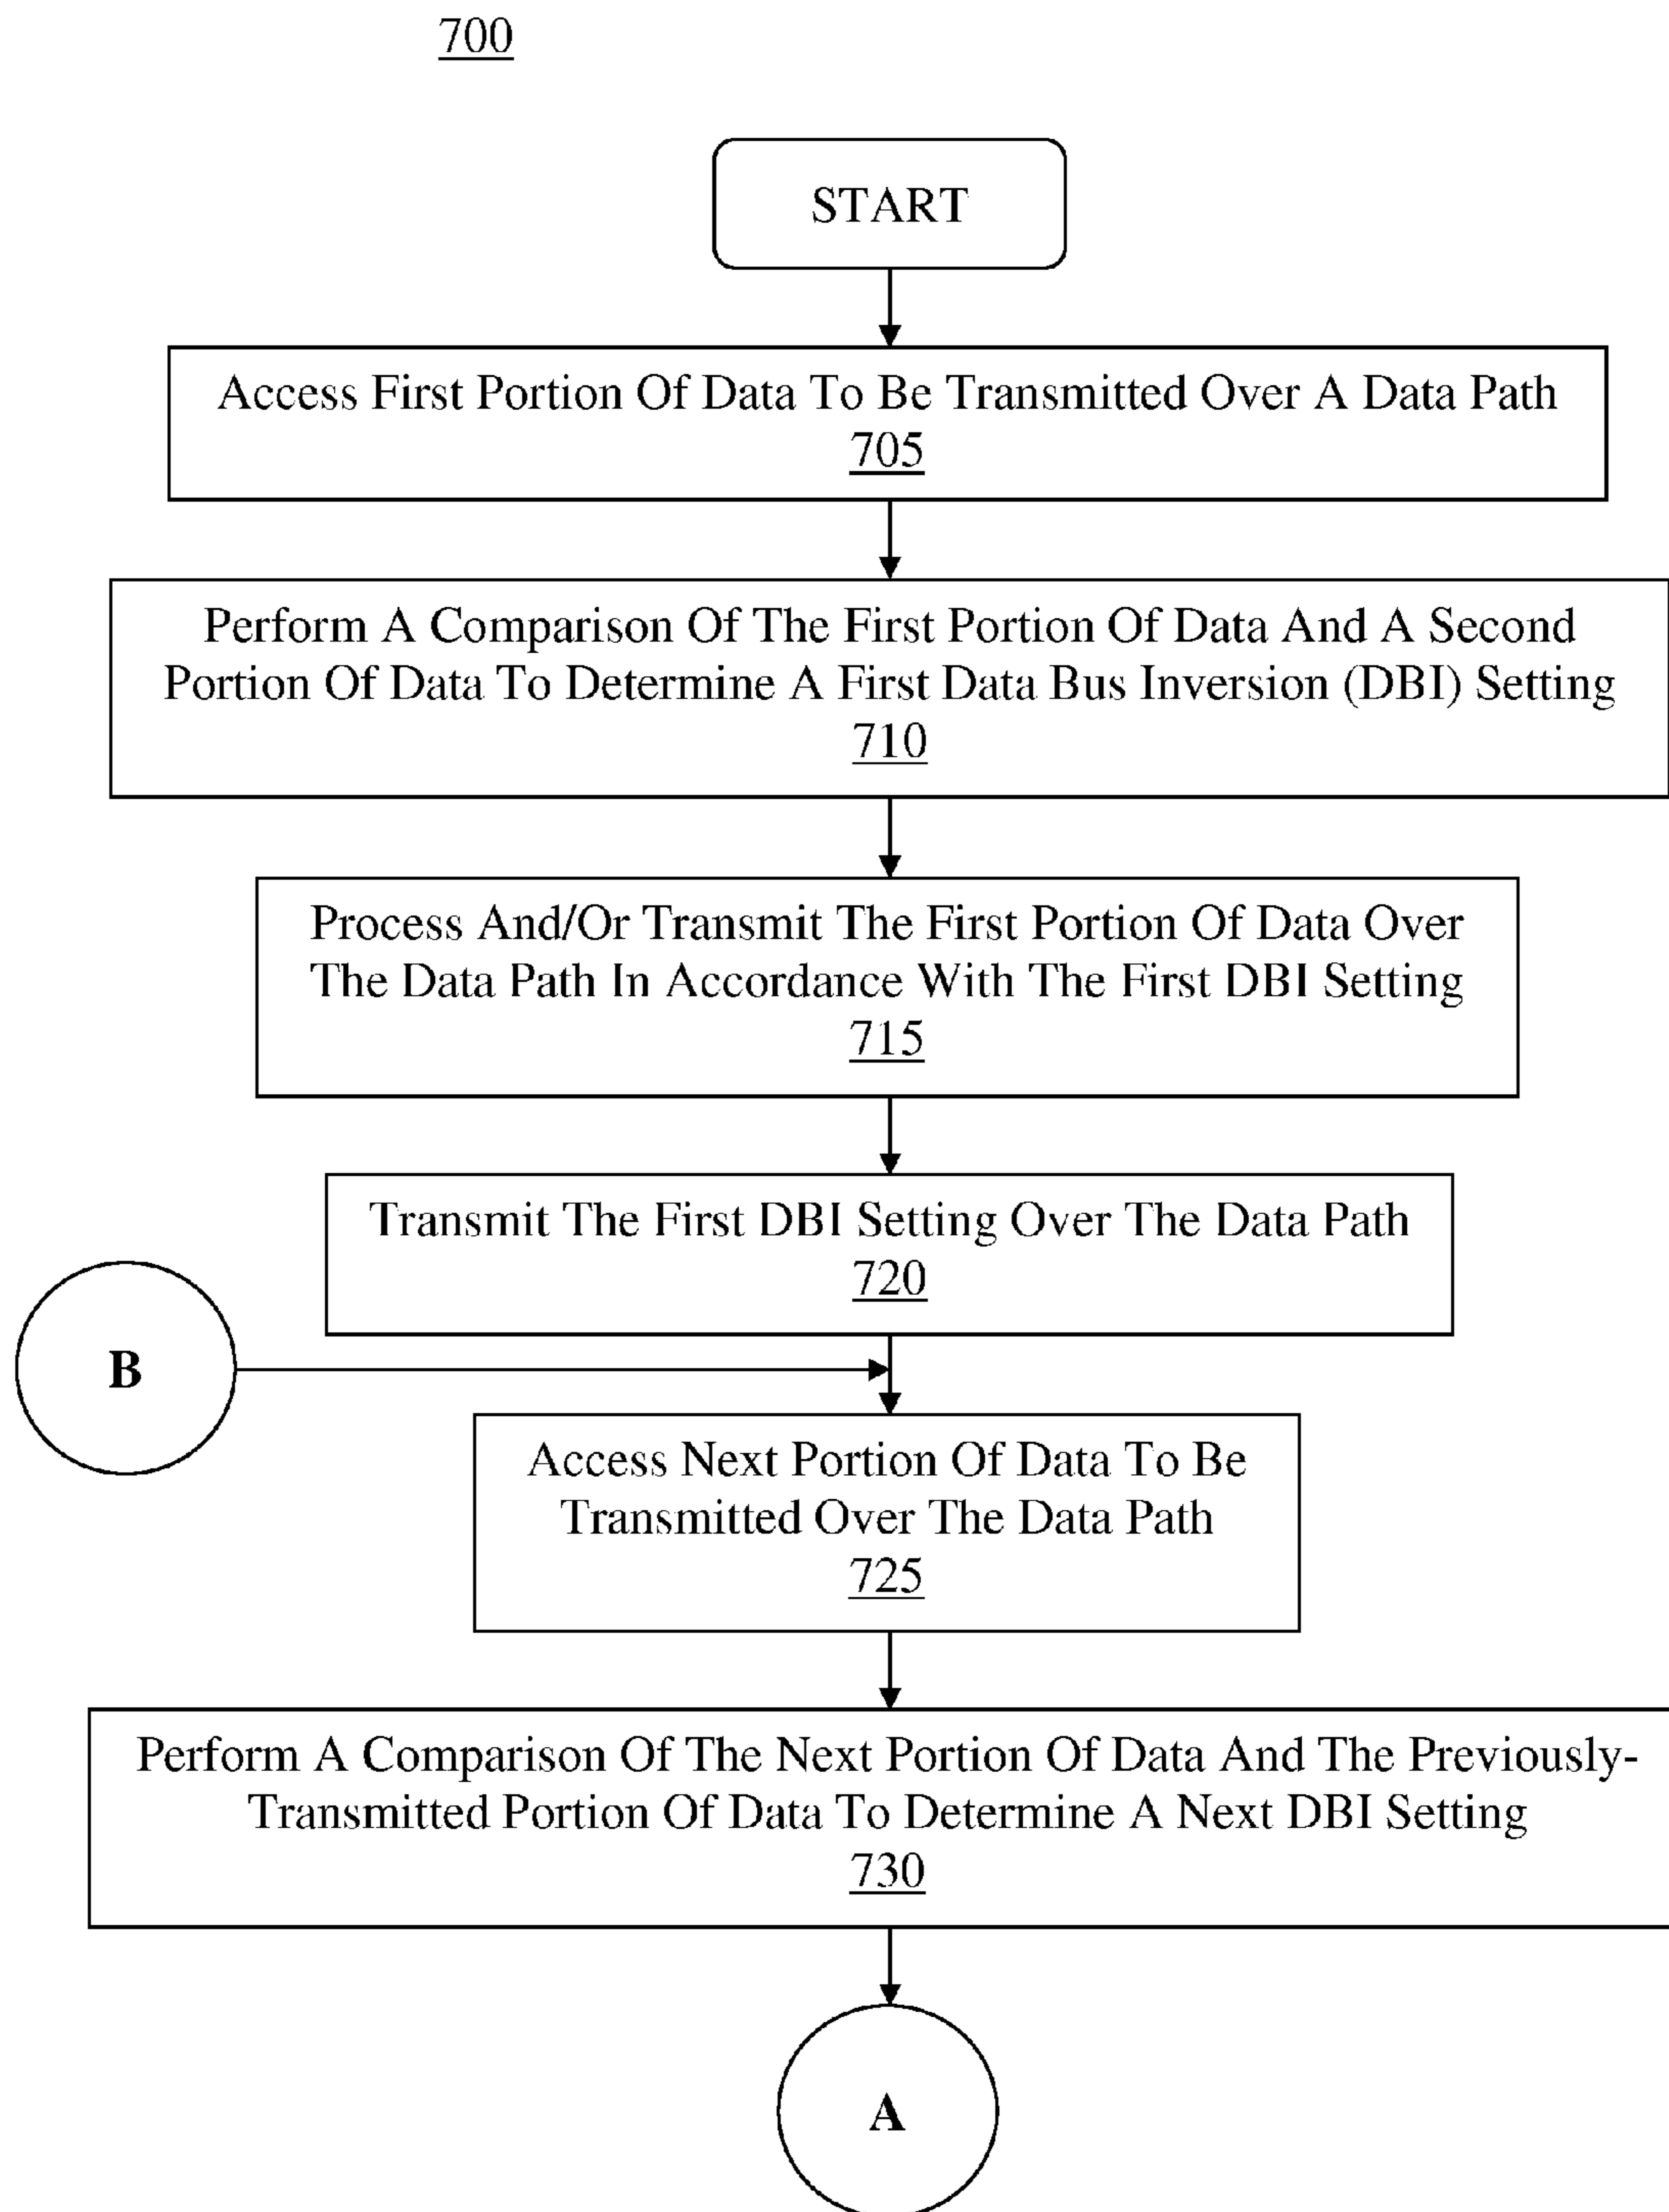 700
START
Access First Portion Of Data To Be Transmitted Over A Data Path
705
Perform A Comparison Of The First Portion Of Data And A Second
Portion Of Data To Determine A First Data Bus Inversion (DBI) Setting
710
Process And/Or Transmit The First Portion Of Data Over
The Data Path In Accordance With The First DBI Setting
715
Transmit The First DBI Setting Over The Data Path
720
B
Access Next Portion Of Data To Be
Transmitted Over The Data Path
725
Perform A Comparison Of The Next Portion Of Data And The Previously-
Transmitted Portion Of Data To Determine A Next DBI Setting
730
A